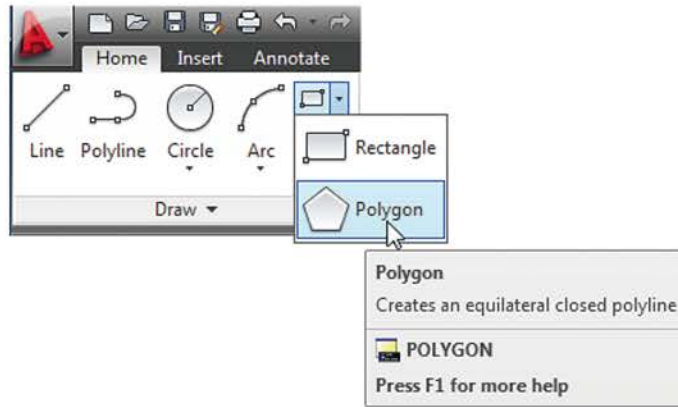 Home Insert Annotate
Line Polyline Circle Arc
Rectangle
Polygon
Draw
Polygon
Creates an equilateral closed polyline
POLYGON
Press F1 for more help